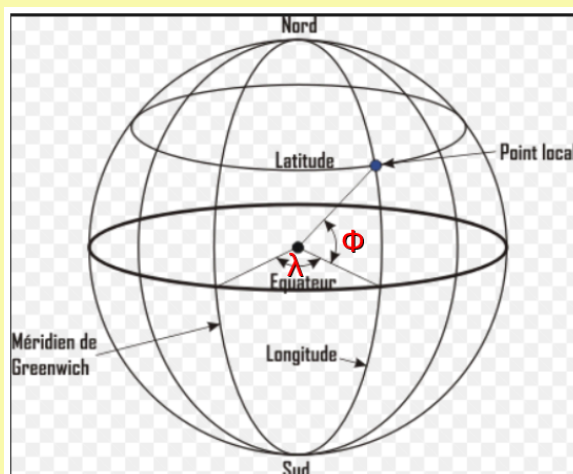 Nord
Latitude
Point local
Φ
λ
Equateur
Méridien de
Greenwich
Longitude
Sud